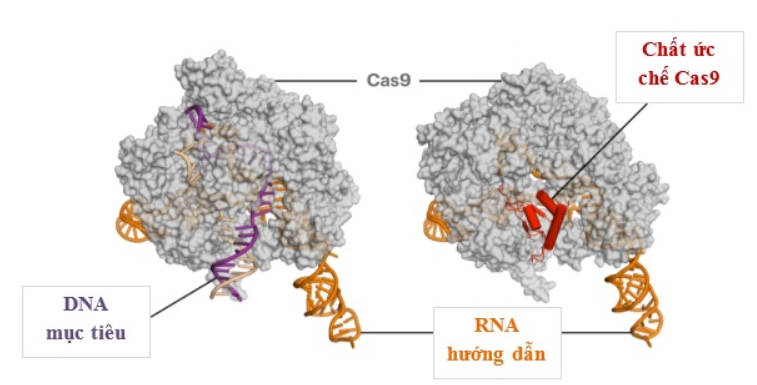 Cas9
Chất ức
chế Cas9
DNA
mục tiêu
RNA
hướng dẫn